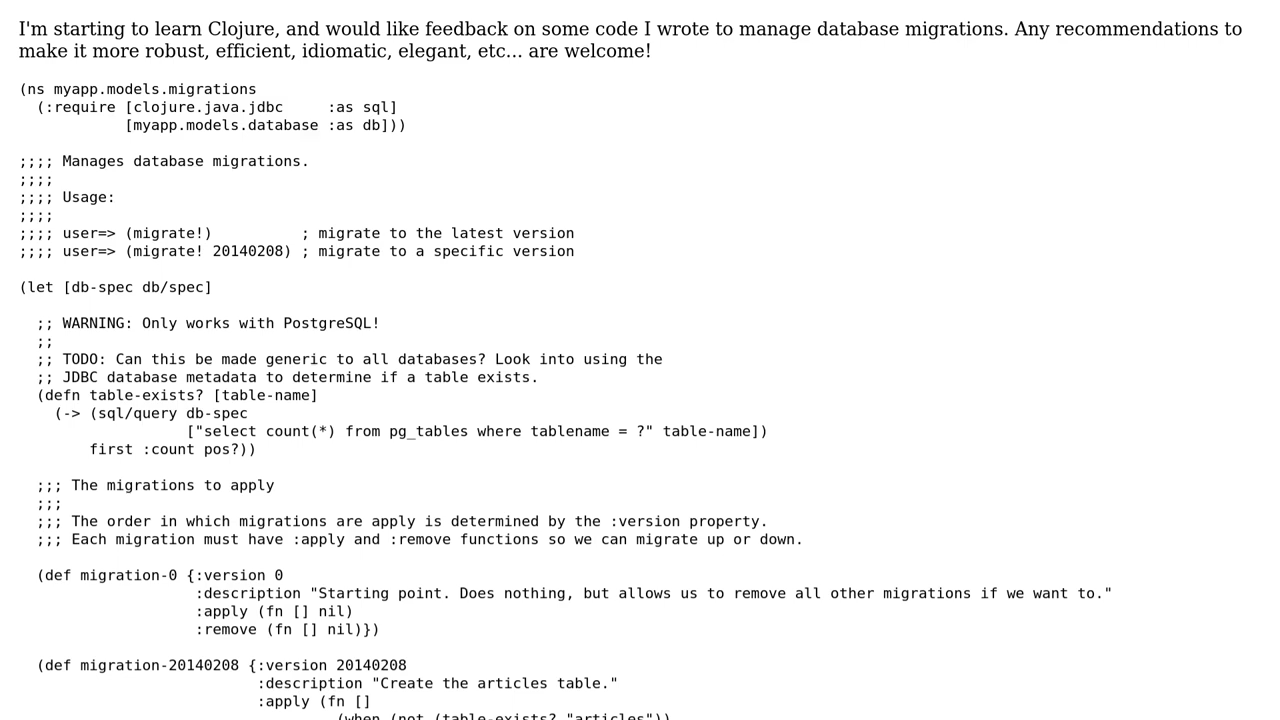 I'm starting to learn Clojure, and would like feedback on some code I wrote to manage database migrations. Any recommendations to
make it more robust, efficient, idiomatic, elegant, etc... are welcome!
(ns myapp.models.migrations
  (:require [clojure.java.jdbc     :as sql]
            [myapp.models.database :as db]))
;;;; Manages database migrations.
;;;;
;;;; Usage:
;;;;
;;;; user=> (migrate!)          ; migrate to the latest version
;;;; user=> (migrate! 20140208) ; migrate to a specific version
(let [db-spec db/spec]
  ;; WARNING: Only works with PostgreSQL!
  ;;
  ;; TODO: Can this be made generic to all databases? Look into using the
  ;; JDBC database metadata to determine if a table exists.
  (defn table-exists? [table-name]
    (-> (sql/query db-spec
                   ["select count(*) from pg_tables where tablename = ?" table-name])
        first :count pos?))
  ;;; The migrations to apply
  ;;;
  ;;; The order in which migrations are apply is determined by the :version property.
  ;;; Each migration must have :apply and :remove functions so we can migrate up or down.
  (def migration-0 {:version 0
                    :description "Starting point. Does nothing, but allows us to remove all other migrations if we want to."
                    :apply (fn [] nil)
                    :remove (fn [] nil)})
  (def migration-20140208 {:version 20140208
                           :description "Create the articles table."
                           :apply (fn []
                                    (when (not (table-exists? "articles"))